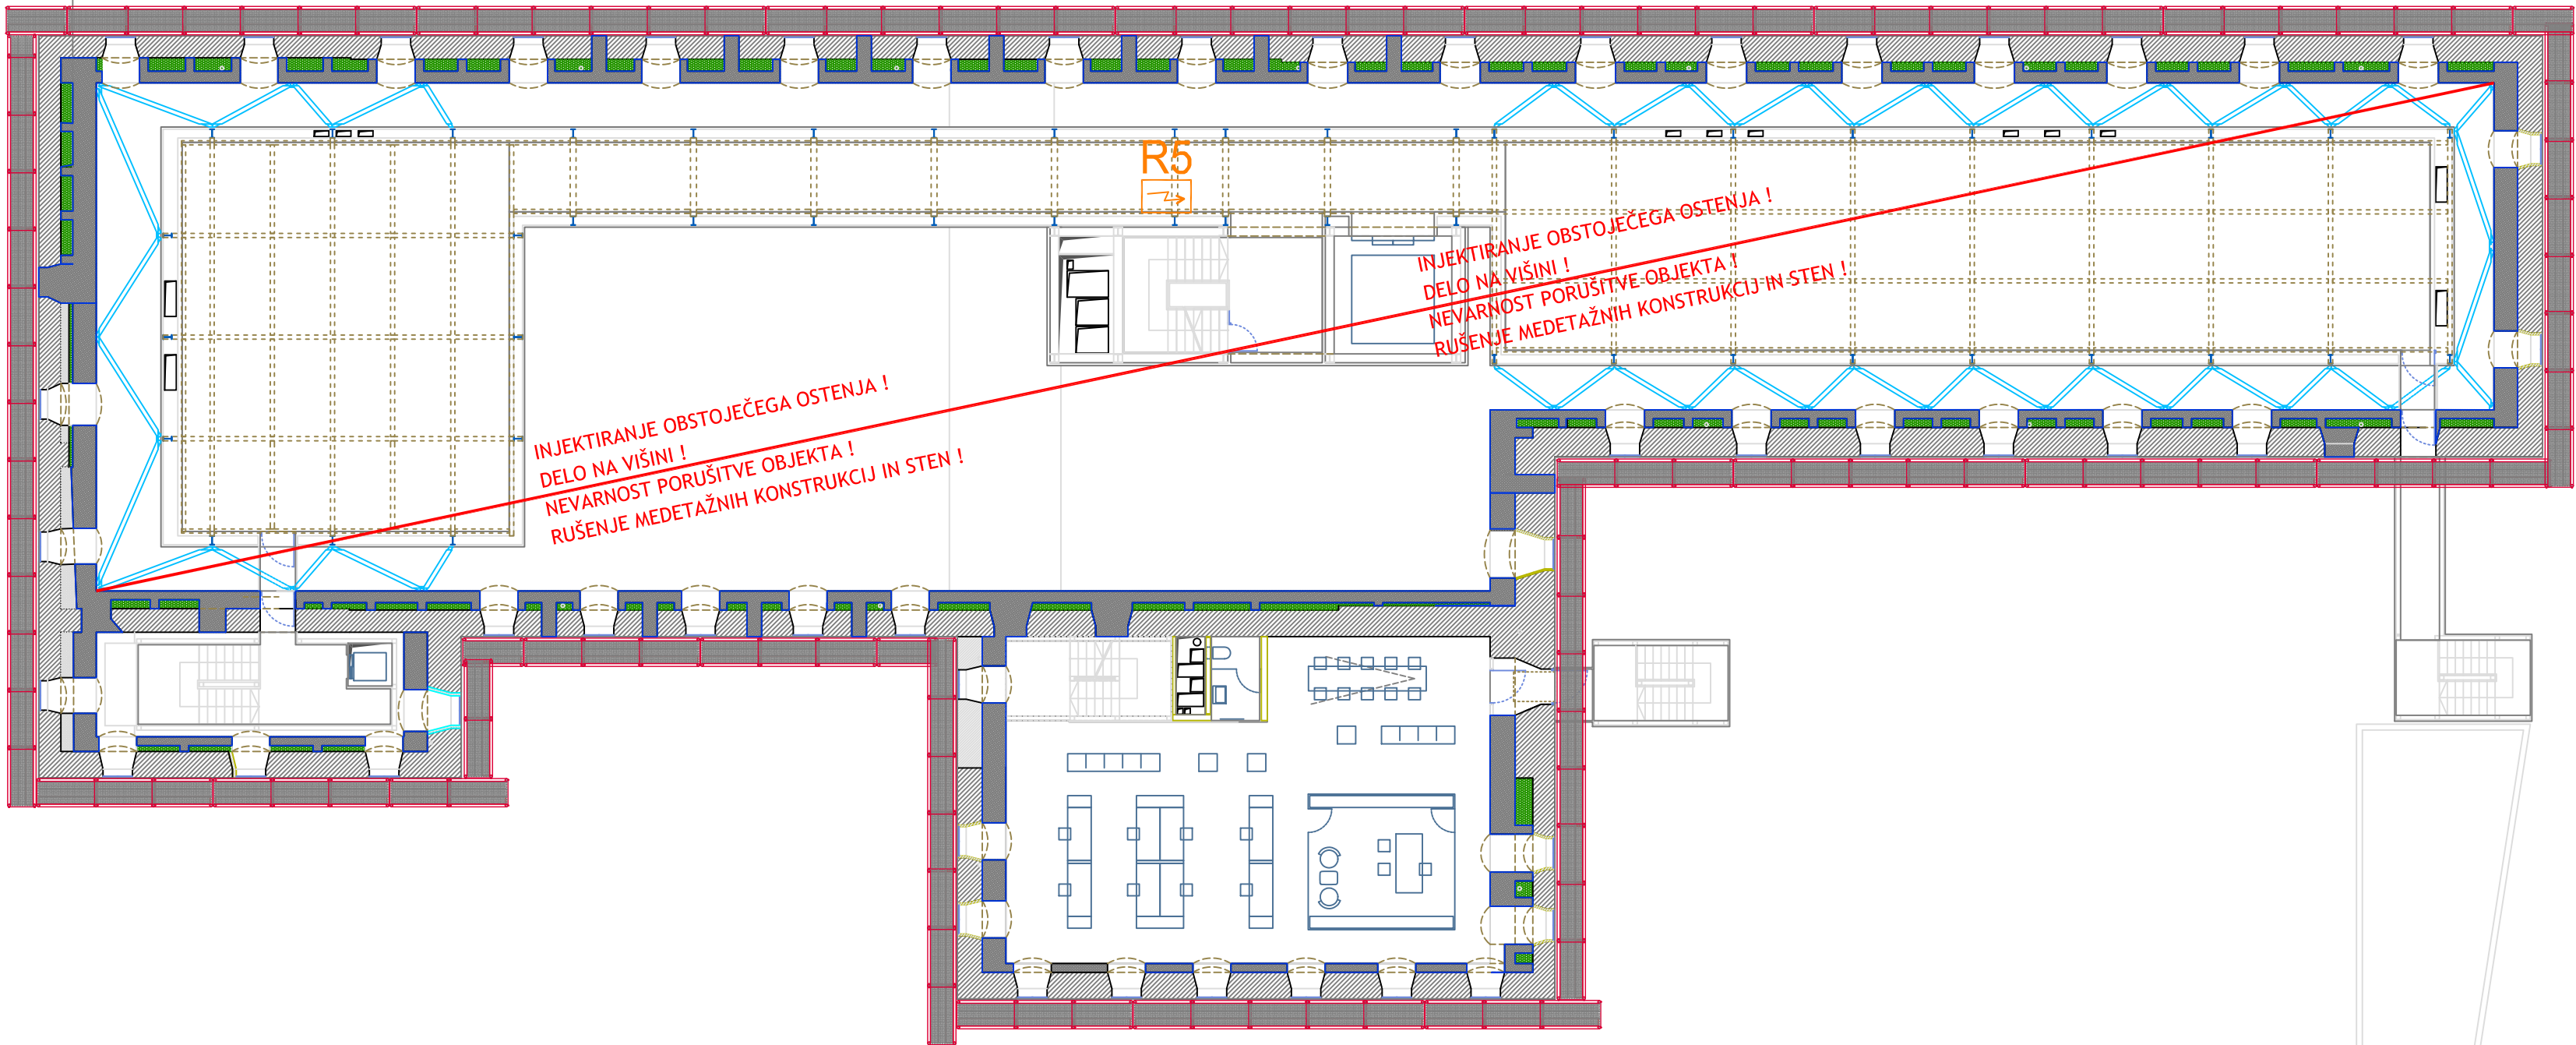 R5
INJEKTIRANJE OBSTOJEČEGA OSTENJA !
DELO NA VIŠINI !
NEVARNOST PORUŠITVE OBJEKTA !
RUŠENJE MEDETAŽNIH KONSTRUKCIJ IN STEN !
INJEKTIRANJE OBSTOJEČEGA OSTENJA !
DELO NA VIŠINI !
NEVARNOST PORUŠITVE OBJEKTA !
RUŠENJE MEDETAŽNIH KONSTRUKCIJ IN STEN !